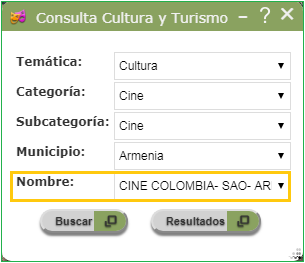 Consulta Cultura y Turismo – ? ×
Temática: Cultura
Categoría: Cine
Subcategoría: Cine
Municipio: Armenia
Nombre: CINE COLOMBIA- SAO- AR
Buscar Resultados